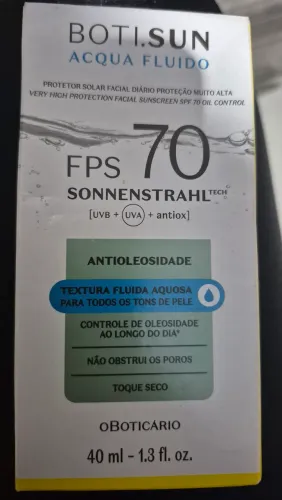 BOTI.SUN
ACQUA FLUIDO
PROTETOR SOLAR FACIAL DIÁRIO PROTEÇÃO MUITO ALTA
VERY HIGH PROTECTION FACIAL SUNSCREEN SPF 70 OIL CONTROL
FPS 70
SONNENSTRAHL TECH
[UVB + UVA + antiox]
ANTIOLEOSIDADE
TEXTURA FLUIDA AQUOSA
PARA TODOS OS TONS DE PELE
CONTROLE DE OLEOSIDADE
AO LONGO DO DIA*
NÃO OBSTRUI OS POROS
TOQUE SECO
OBOTICÁRIO
40 ml - 1.3 fl. oz.